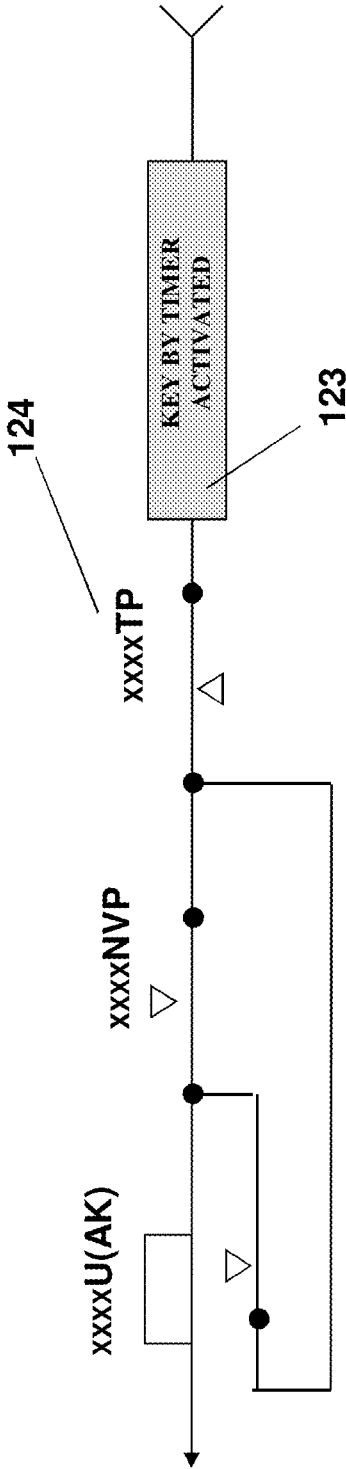 124
xxxxTP
KEY BY TIMER
ACTIVATED
123
xxxxNVP
xxxxU(AK)